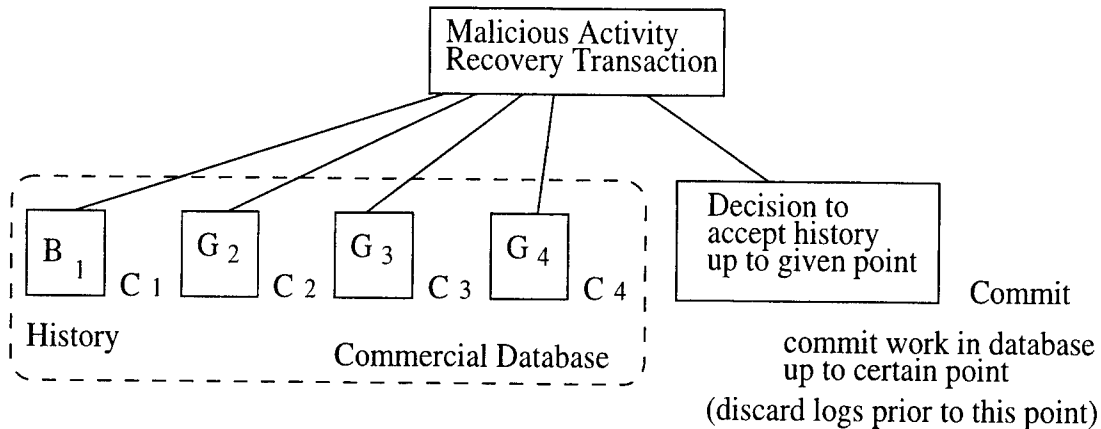 Malicious Activity
Recovery Transaction
B 1
C 1
G 2
C 2
G 3
C 3
G 4
C 4
Decision to
accept history
up to given point
Commit
History
Commercial Database
commit work in database
up to certain point
(discard logs prior to this point)